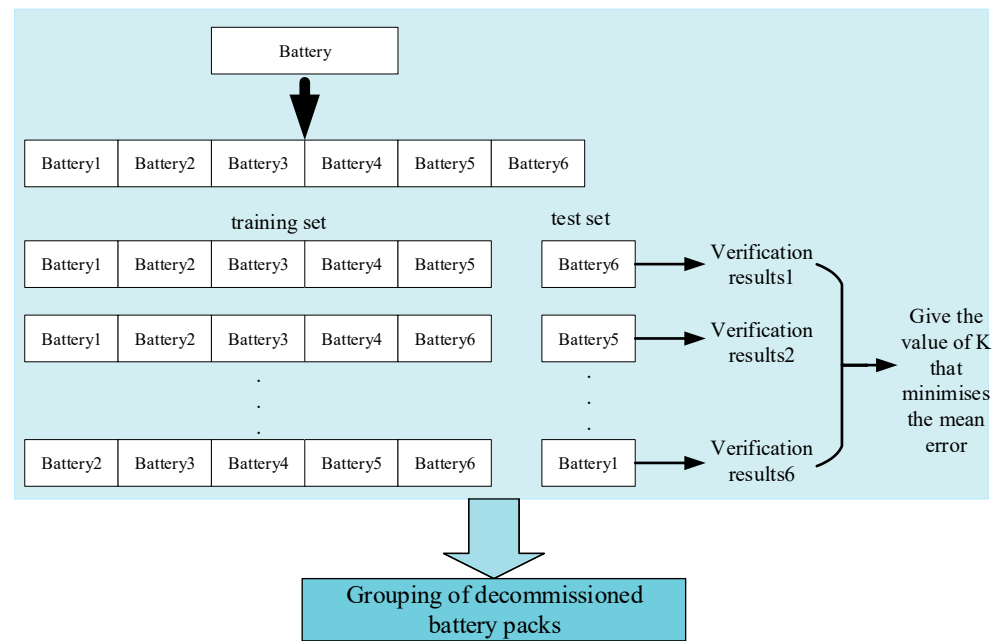 Battery
Battery1 Battery2 Battery3 Battery4 Battery5 Battery6
training set
test set
Battery1 Battery2 Battery3 Battery4 Battery5
Battery6
Verification
results1
Battery1 Battery2 Battery3 Battery4 Battery6
Battery5
Verification
results2
Battery2 Battery3 Battery4 Battery5 Battery6
Battery1
Verification
results6
Give the
value of K
that
minimises
the mean
error
Grouping of decommissioned
battery packs